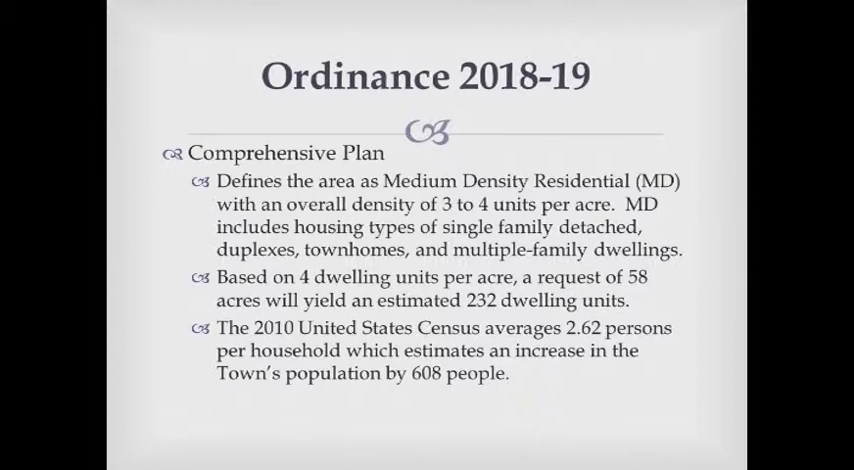 Ordinance 2018-19
Comprehensive Plan
Defines the area as Medium Density Residential (MD)
with an overall density of 3 to 4 units per acre. MD
includes housing types of single family detached,
duplexes, townhomes, and multiple-family dwellings.
Based on 4 dwelling units per acre, a request of 58
acres will yield an estimated 232 dwelling units.
The 2010 United States Census averages 2.62 persons
per household which estimates an increase in the
Town's population by 608 people.